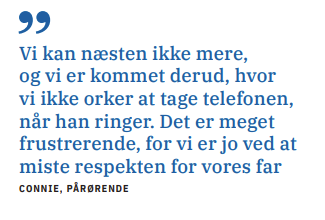 ”
Vi kan næsten ikke mere,
og vi er kommet derud, hvor
vi ikke orker at tage telefonen,
når han ringer. Det er meget
frustrerende, for vi er jo ved at
miste respekten for vores far
CONNIE, PÅRØRENDE